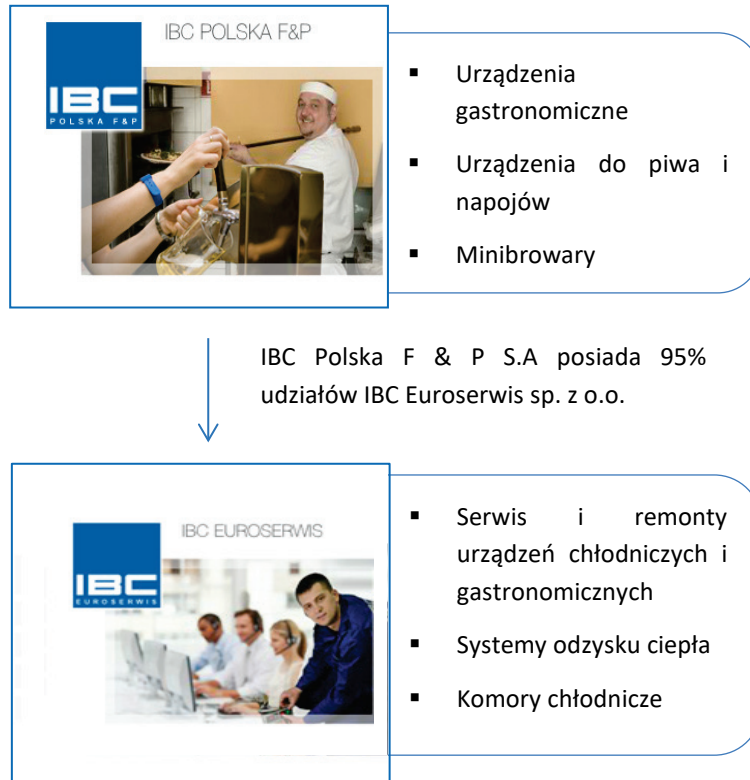 IBC POLSKA F&P
IBC
POLSKA F&P
▪ Urządzenia
gastronomiczne
▪ Urządzenia do piwa i
napojów
▪ Minibrowary
IBC Polska F & P S.A posiada 95%
udziałów IBC Euroserwis sp. z o.o.
IBC EUROSERWIS
IBC
EUROSERWIS
▪ Serwis i remonty
urządzeń chłodniczych i
gastronomicznych
▪ Systemy odzysku ciepła
▪ Komory chłodnicze